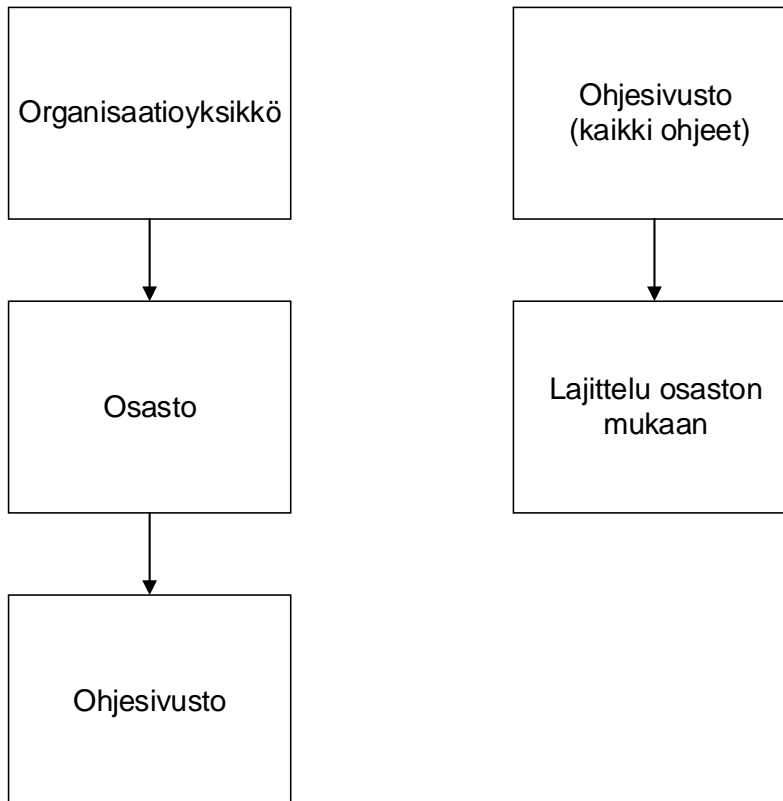 Organisaatioyksikkö
Osasto
Ohjesivusto
Ohjesivusto
(kaikki ohjeet)
Lajittelu osaston
mukaan